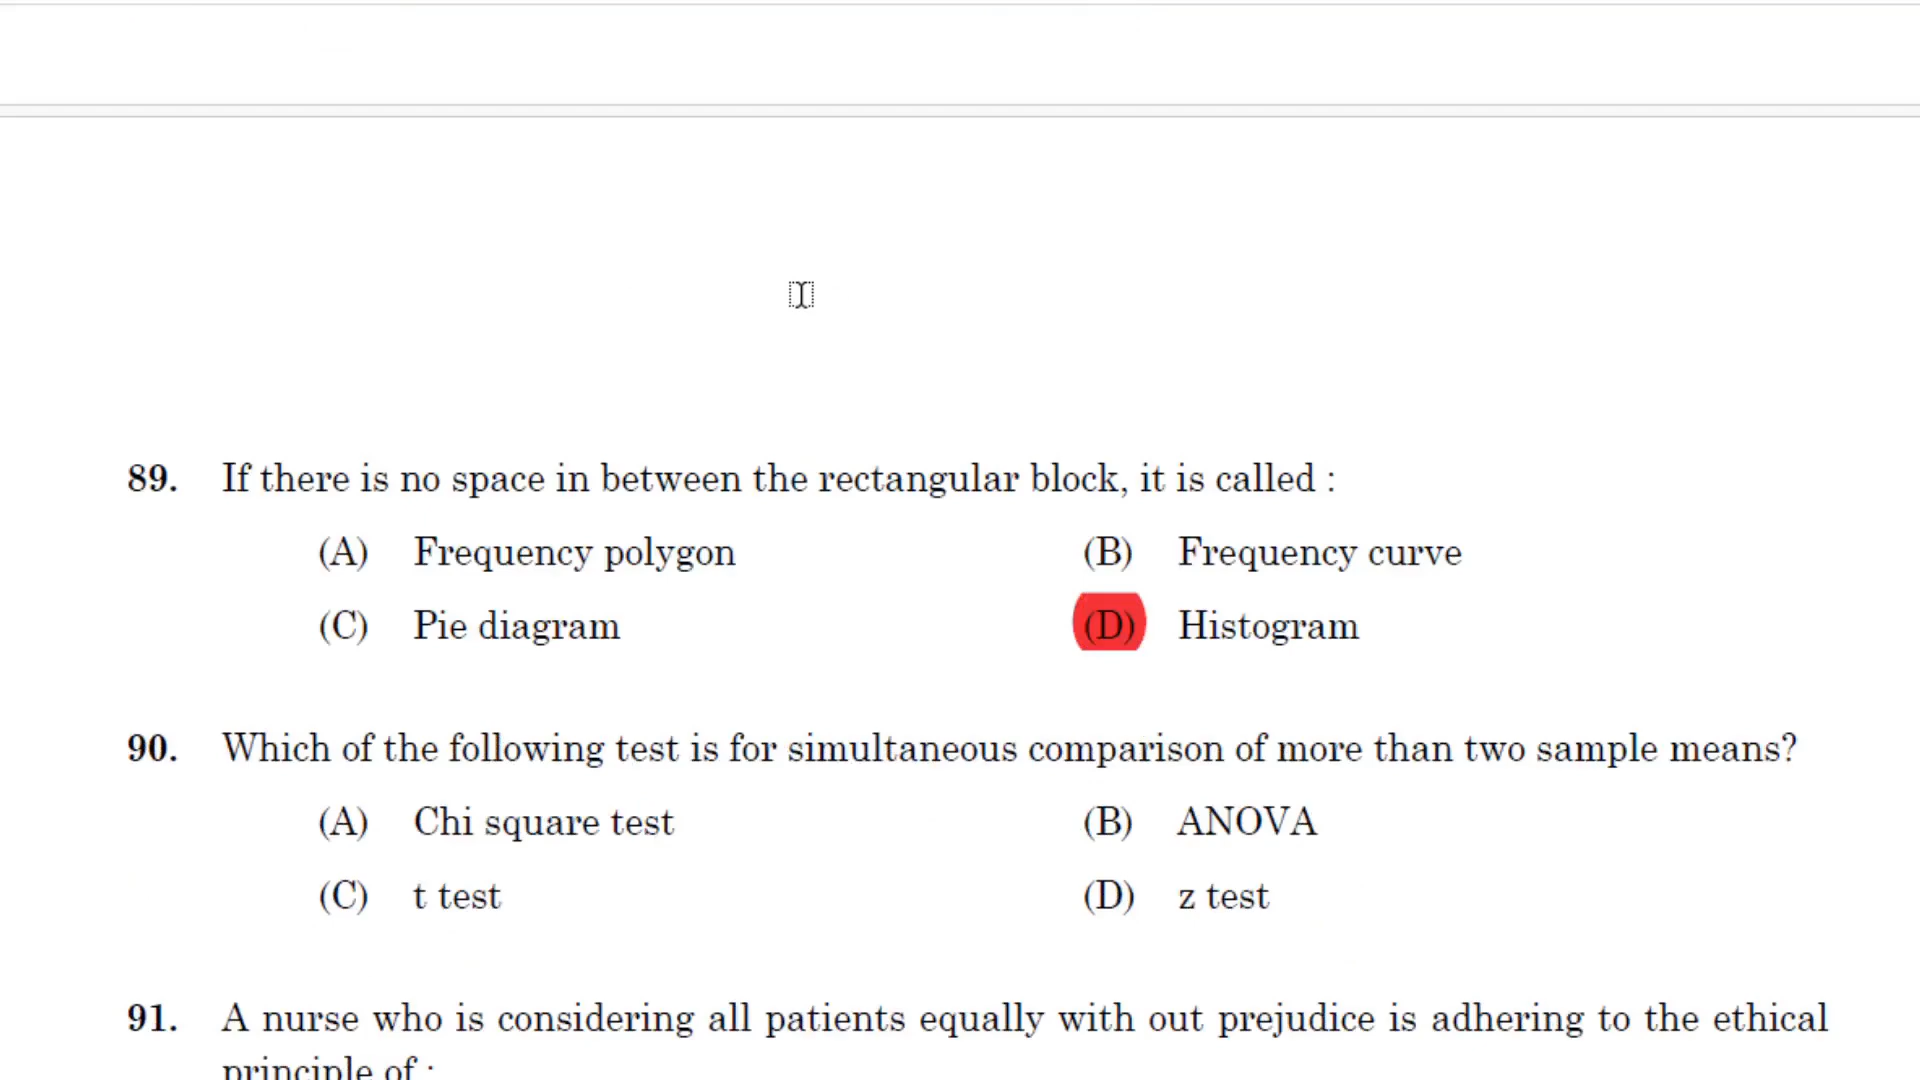 89. If there is no space in between the rectangular block, it is called :
(A) Frequency polygon (B) Frequency curve
(C) Pie diagram (D) Histogram
90. Which of the following test is for simultaneous comparison of more than two sample means?
(A) Chi square test (B) ANOVA
(C) t test (D) z test
91. A nurse who is considering all patients equally with out prejudice is adhering to the ethical
principle of :